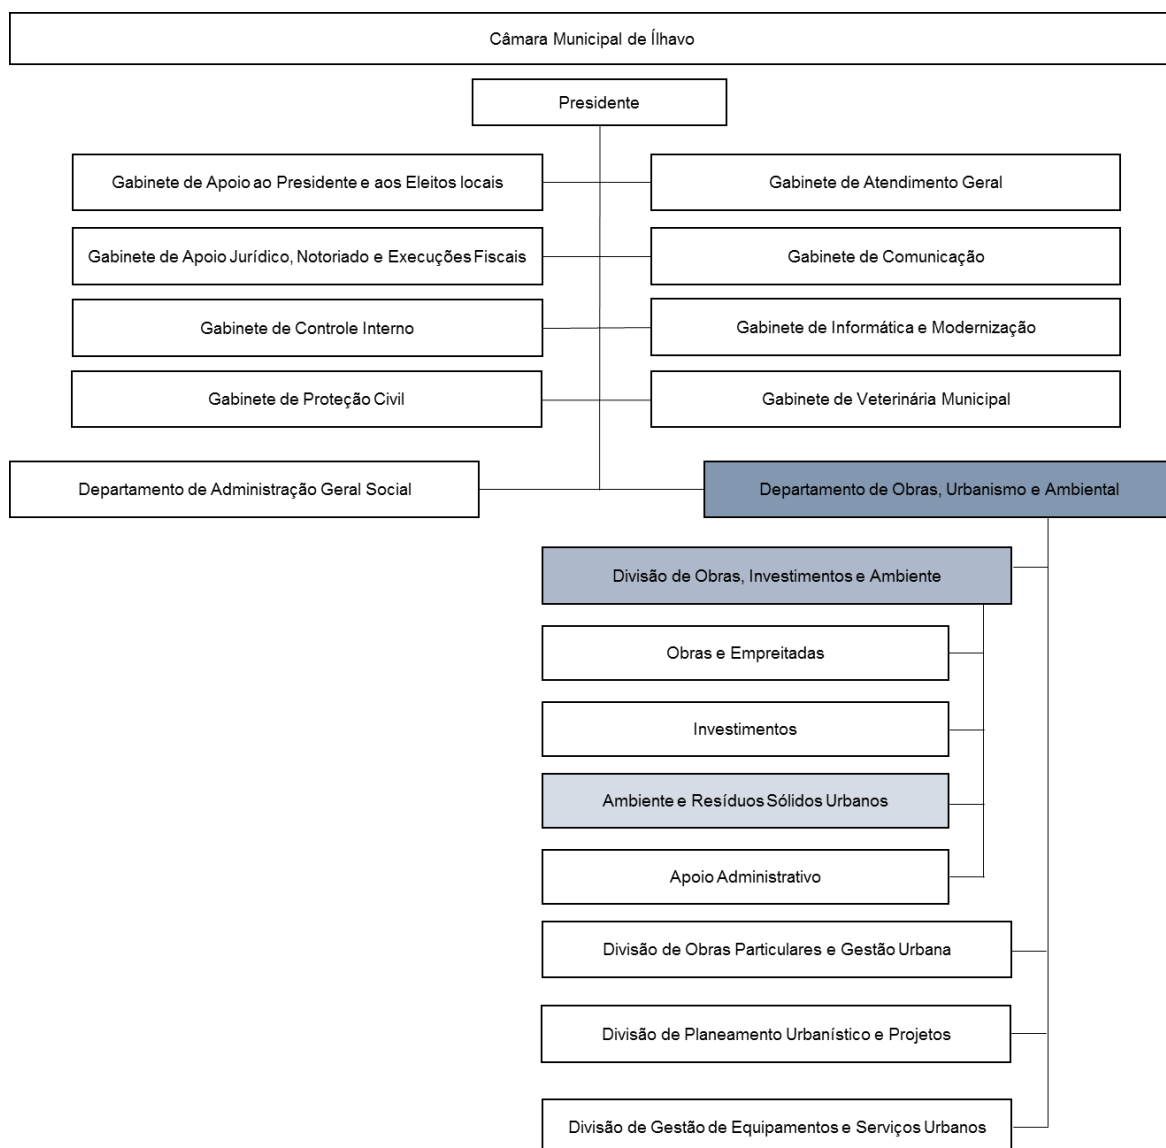 Câmara Municipal de Ílhavo
Presidente
Gabinete de Apoio ao Presidente e aos Eleitos locais
Gabinete de Atendimento Geral
Gabinete de Apoio Jurídico, Notoriado e Execuções Fiscais
Gabinete de Comunicação
Gabinete de Controle Interno
Gabinete de Informática e Modernização
Gabinete de Proteção Civil
Gabinete de Veterinária Municipal
Departamento de Administração Geral Social
Departamento de Obras, Urbanismo e Ambiental
Divisão de Obras, Investimentos e Ambiente
Obras e Empreitadas
Investimentos
Ambiente e Resíduos Sólidos Urbanos
Apoio Administrativo
Divisão de Obras Particulares e Gestão Urbana
Divisão de Planeamento Urbanístico e Projetos
Divisão de Gestão de Equipamentos e Serviços Urbanos